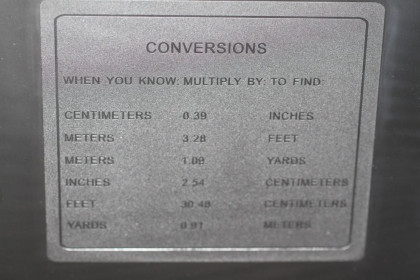 CONVERSIONS
WHEN YOU KNOW: MULTIPLY BY: TO FIND:
CENTIMETERS 0.39 INCHES
METERS 3.28 FEET
METERS 1.09 YARDS
INCHES 2.54 CENTIMETERS
FEET 30.48 CENTIMETERS
YARDS 0.91 METERS